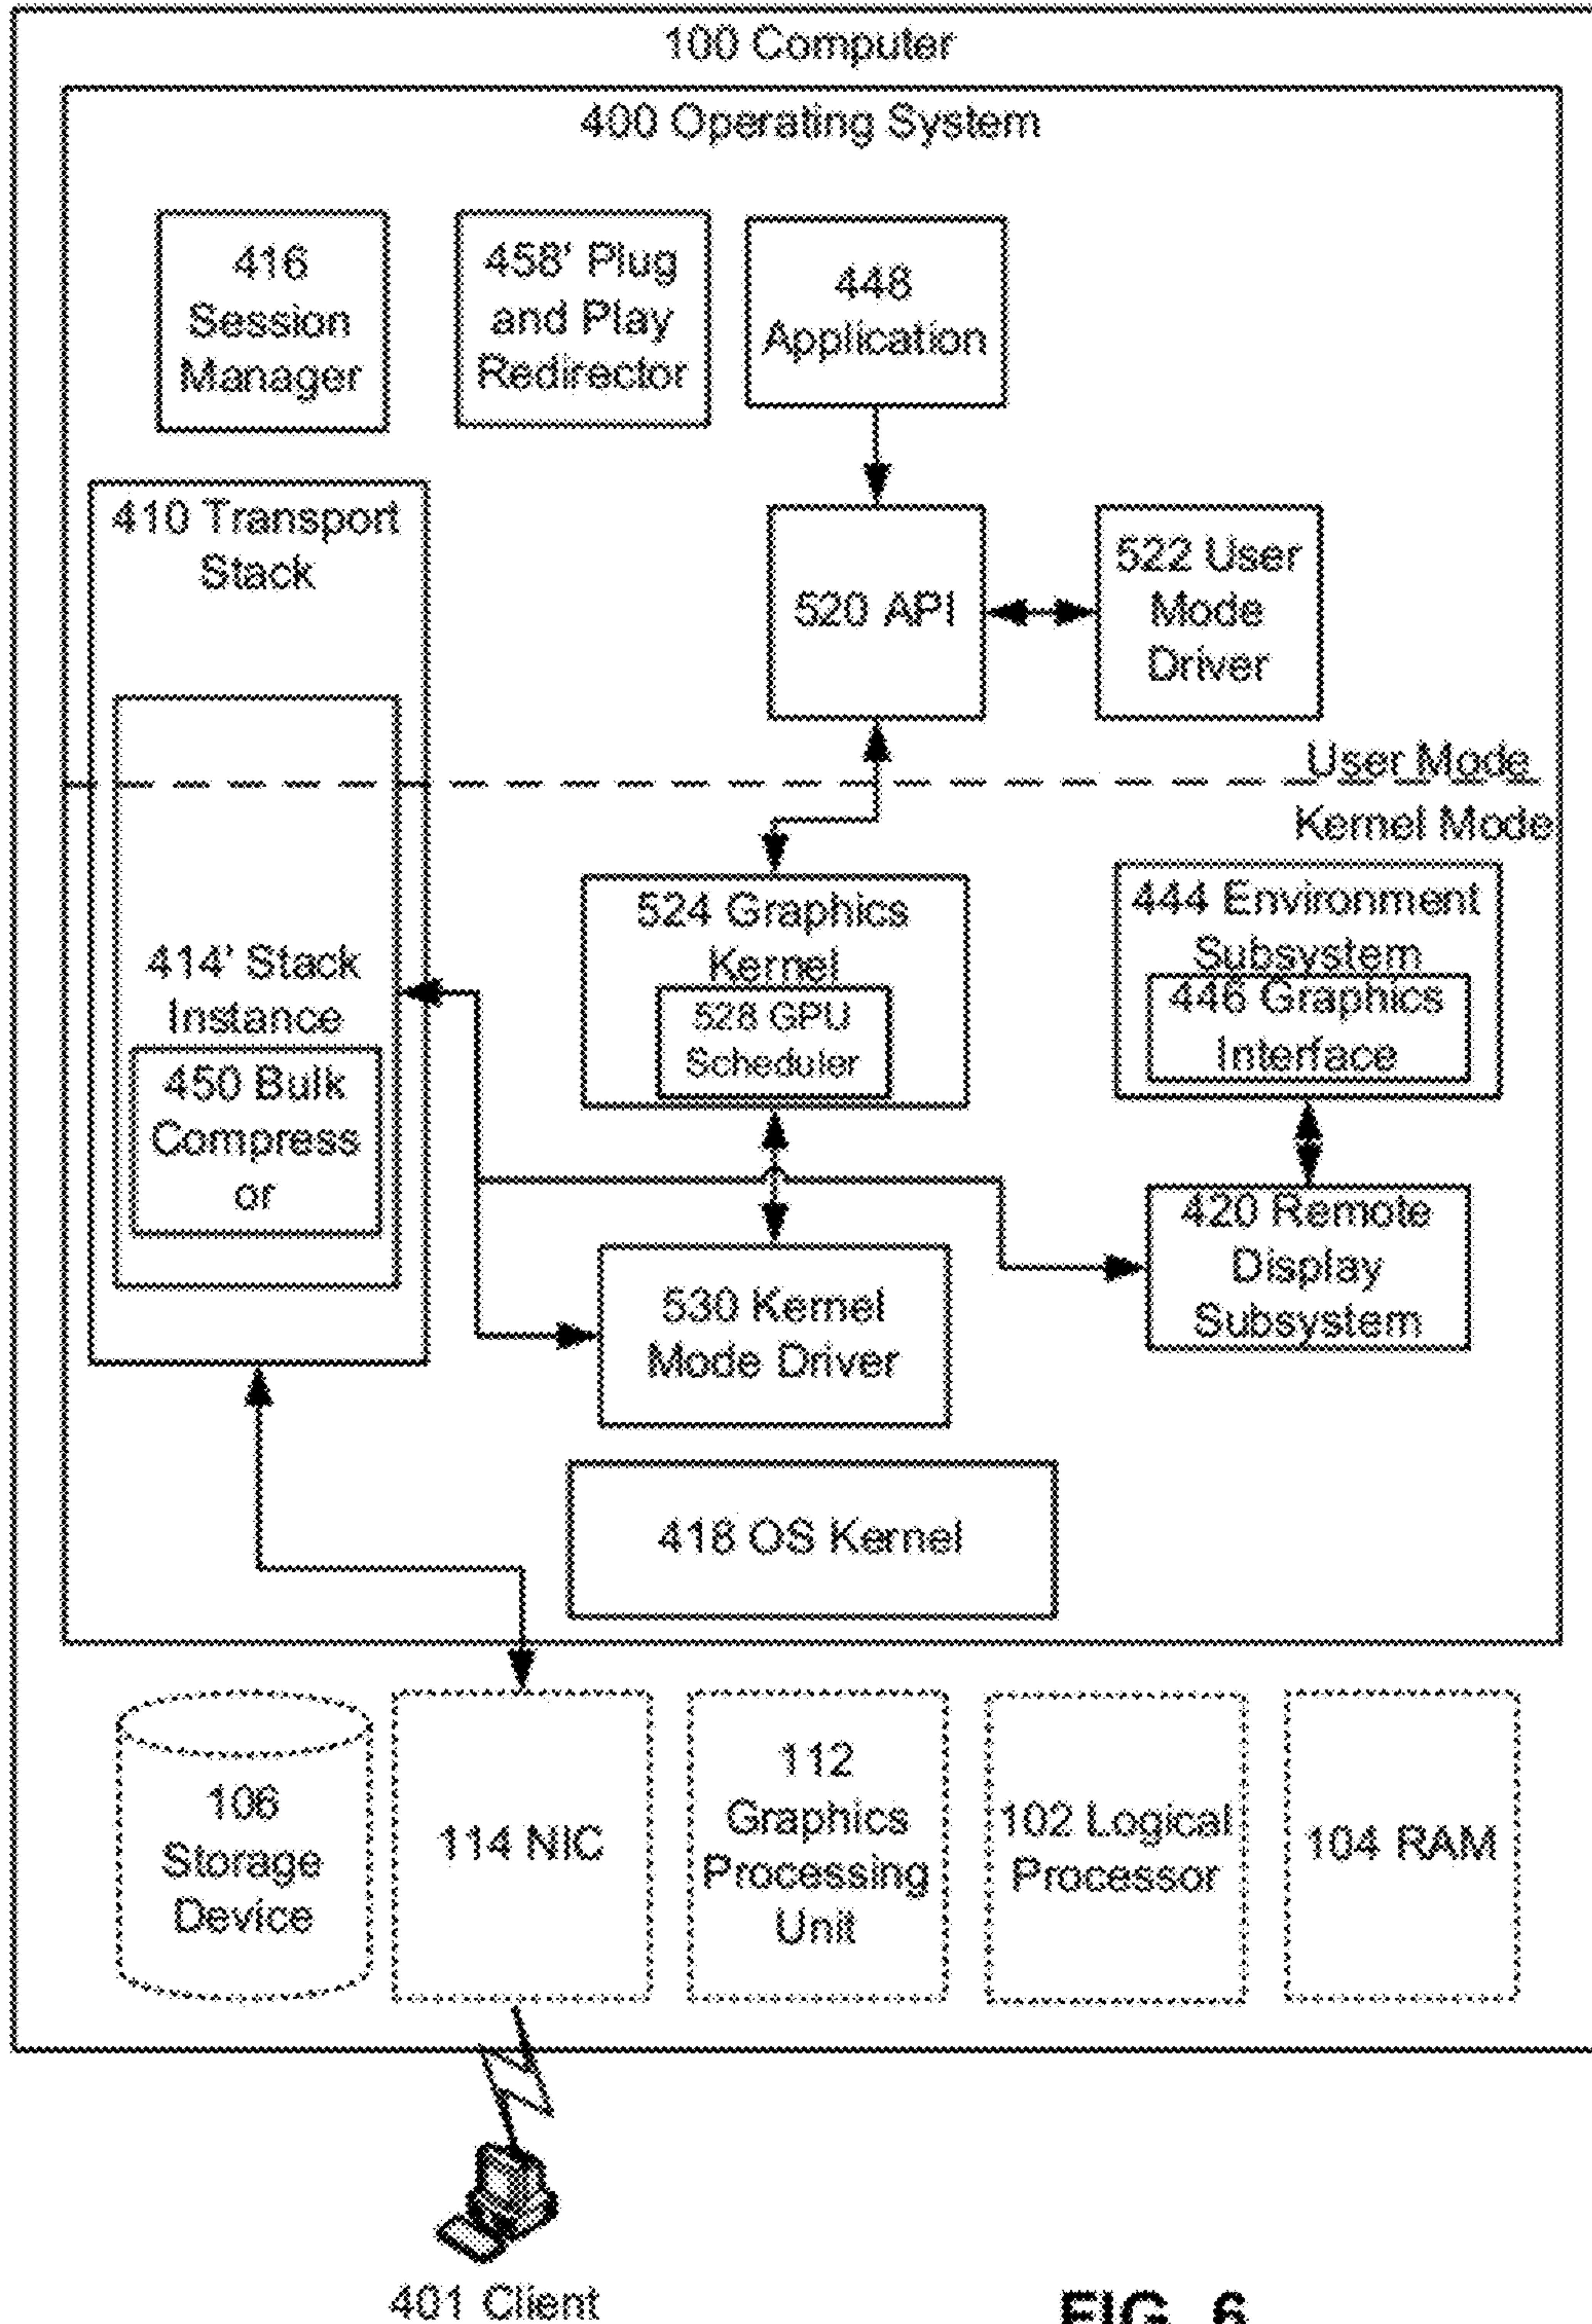 100 Computer
400 Operating System
416
Session
Manager
458' Plug
and Play
Redirector
448
Application
410 Transport
Stack
520 API
522 User
Mode
Driver
User Mode
Kernel Mode
414' Stack
Instance
450 Bulk
Compress
or
524 Graphics
Kernel
528 GPU
Scheduler
444 Environment
Subsystem
446 Graphics
Interface
530 Kernel
Mode Driver
420 Remote
Display
Subsystem
418 OS Kernel
106
Storage
Device
114 NIC
112
Graphics
Processing
Unit
102 Logical
Processor
104 RAM
401 Client
FIG. 6